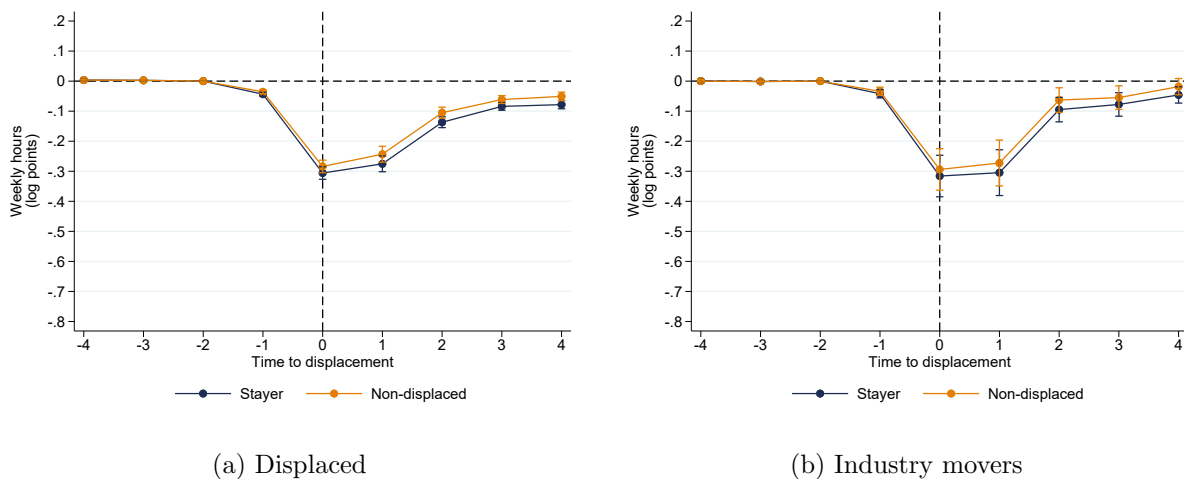 .2
.1
0
-.1
-.2
-.3
-.4
-.5
-.6
-.7
-.8
Weekly hours
(log points)
-4 -3 -2 -1 0 1 2 3 4
Time to displacement
Stayer Non-displaced
(a) Displaced
.2
.1
0
-.1
-.2
-.3
-.4
-.5
-.6
-.7
-.8
Weekly hours
(log points)
-4 -3 -2 -1 0 1 2 3 4
Time to displacement
Stayer Non-displaced
(b) Industry movers